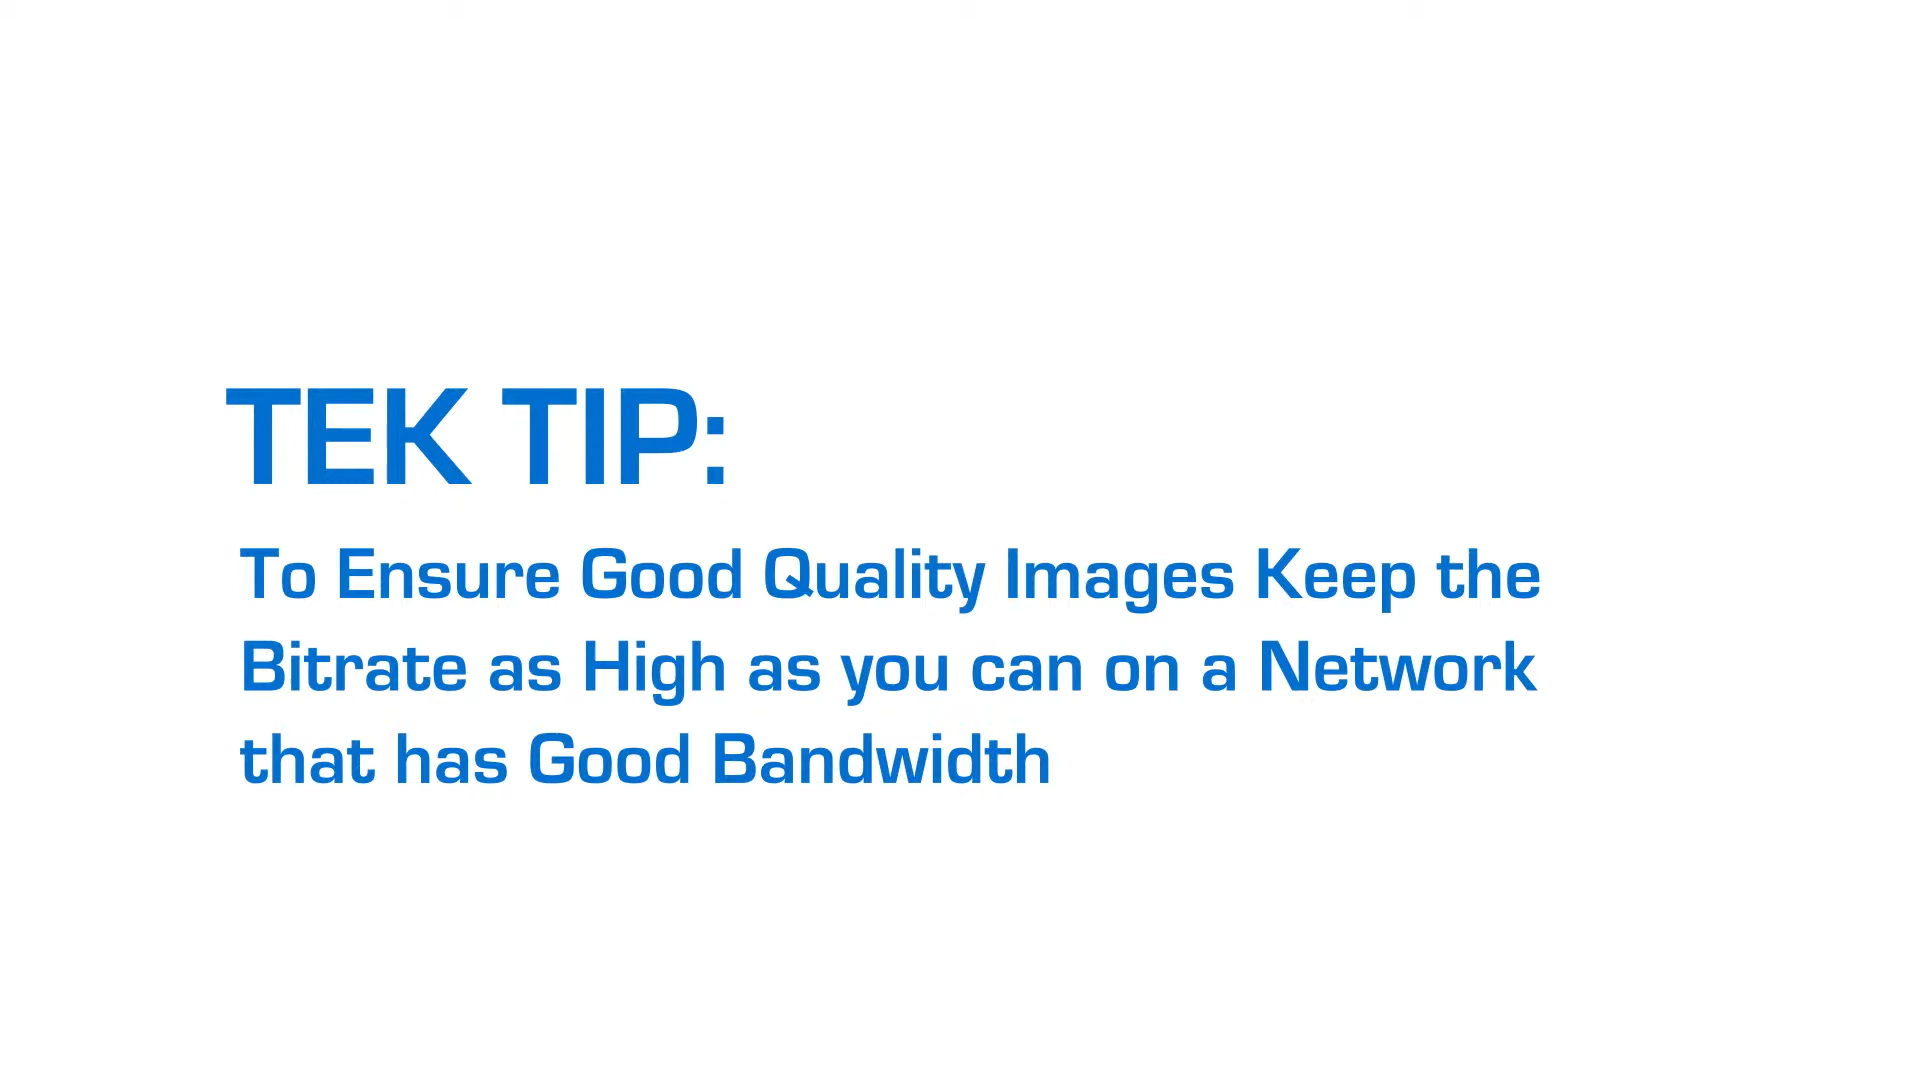 TEK TIP:
To Ensure Good Quality Images Keep the
Bitrate as High as you can on a Network
that has Good Bandwidth